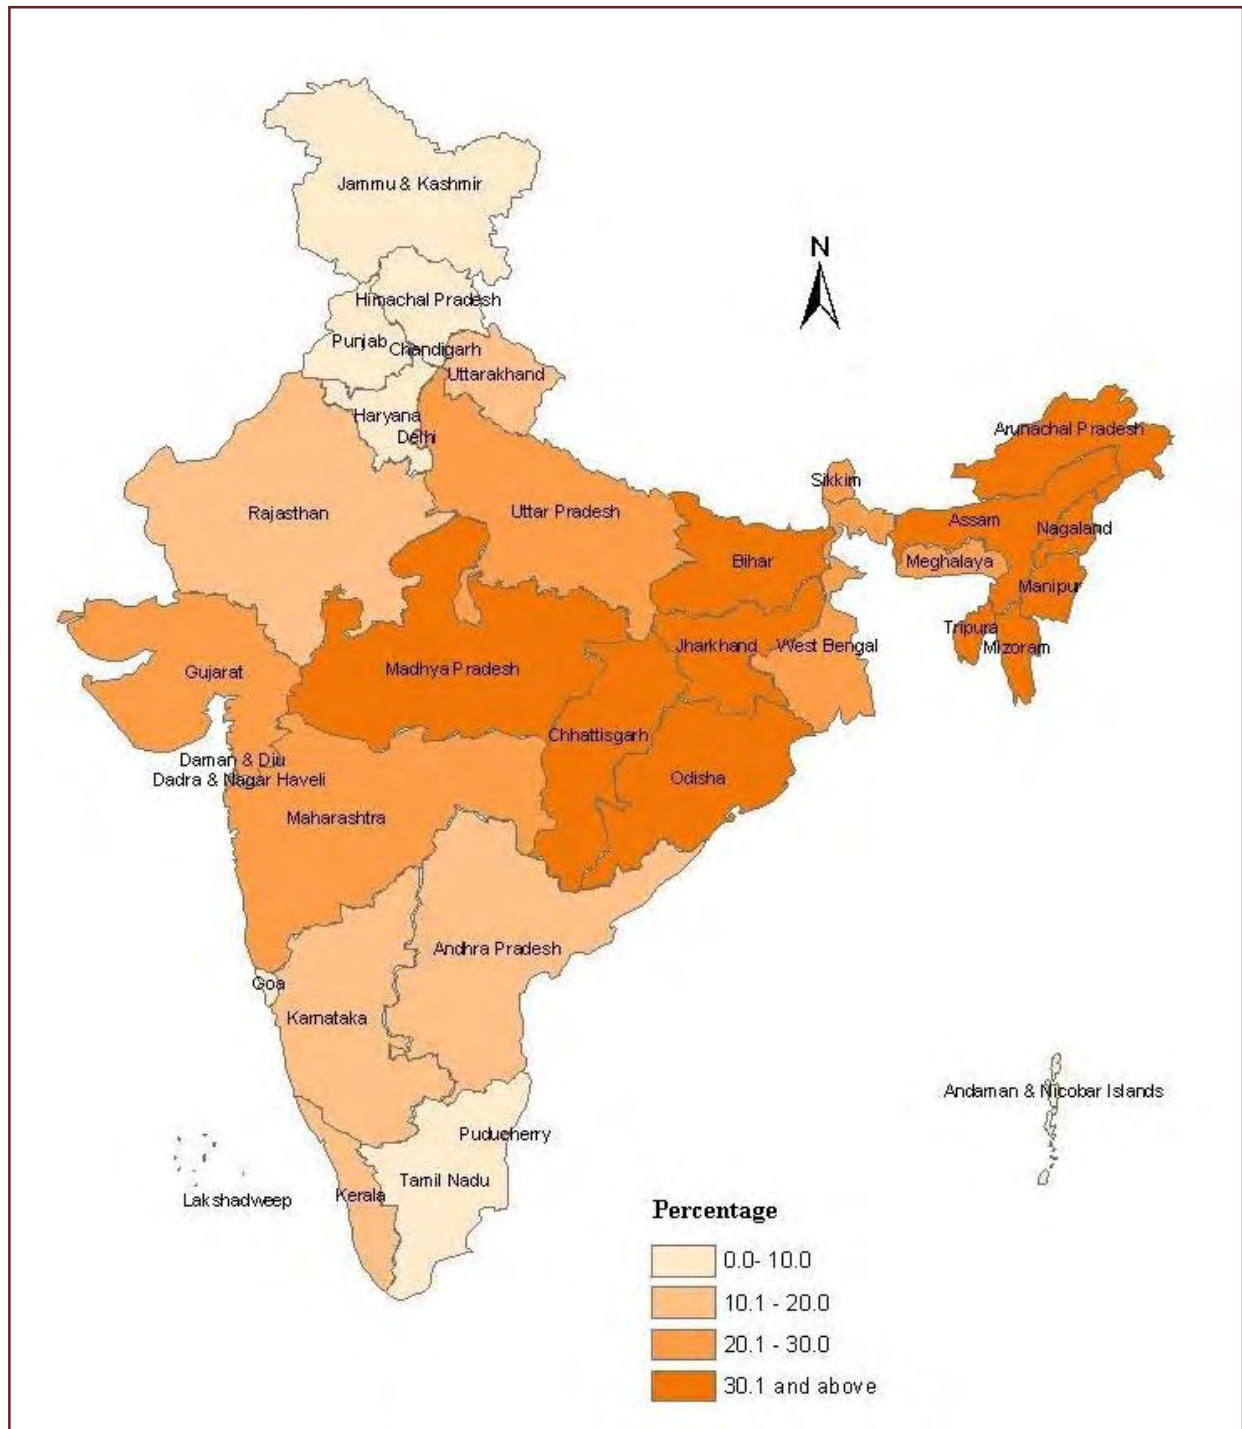 Jammu & Kashmir
N
Himachal Pradesh
Punjab
Chandigarh
Uttarakhand
Haryana
Delhi
Arunachal Pradesh
Sikkim
Rajasthan
Uttar Pradesh
Assam
Nagaland
Bihar
Meghalaya
Manipur
Tripura
Mizoram
Jharkhand
West Bengal
Gujarat
Madhya Pradesh
Chhattisgarh
Daman & Diu
Dadra & Nagar Haveli
Odisha
Maharashtra
Andhra Pradesh
Goa
Karnataka
Andaman & Nicobar Islands
Puducherry
Tamil Nadu
Kerala
Lakshadweep
Percentage
0.0- 10.0
10.1 - 20.0
20.1 - 30.0
30.1 and above